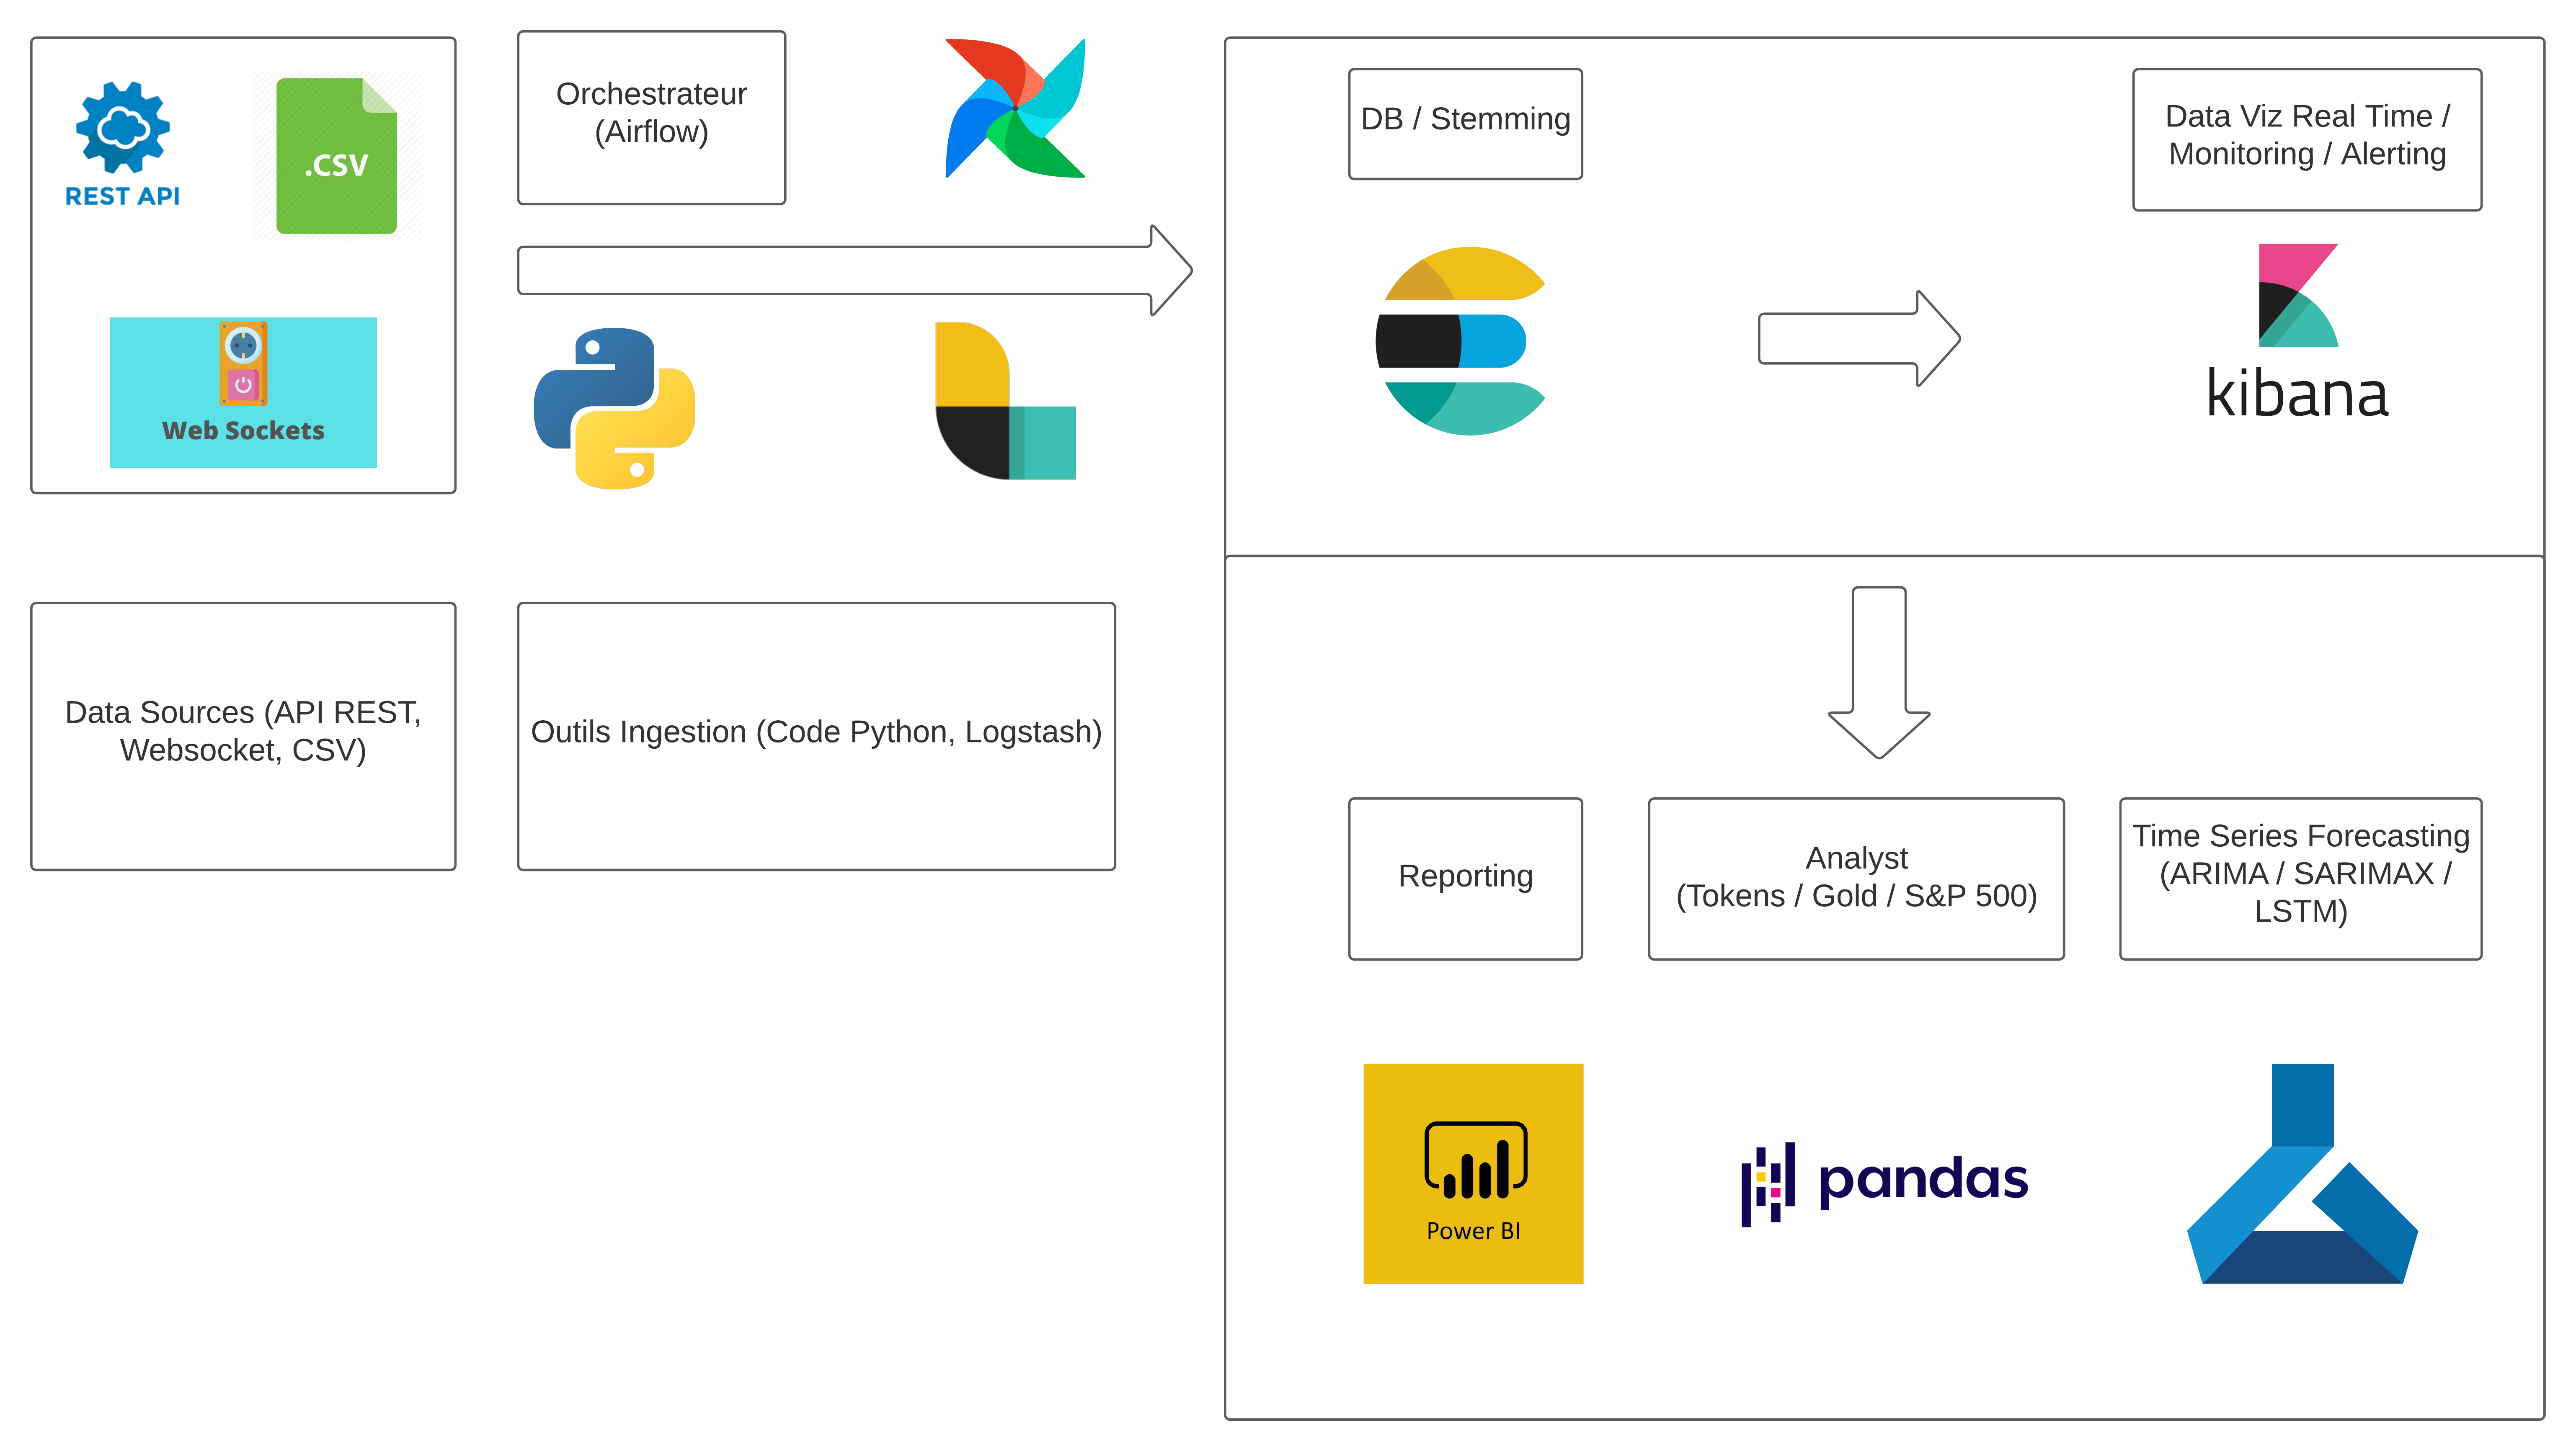 REST API
.CSV
Web Sockets
Orchestrateur
(Airflow)
DB / Stemming
Data Viz Real Time /
Monitoring / Alerting
kibana
Data Sources (API REST,
Websocket, CSV)
Outils Ingestion (Code Python, Logstash)
Reporting
Analyst
(Tokens / Gold / S&P 500)
Time Series Forecasting
(ARIMA / SARIMAX /
LSTM)
Power BI
pandas